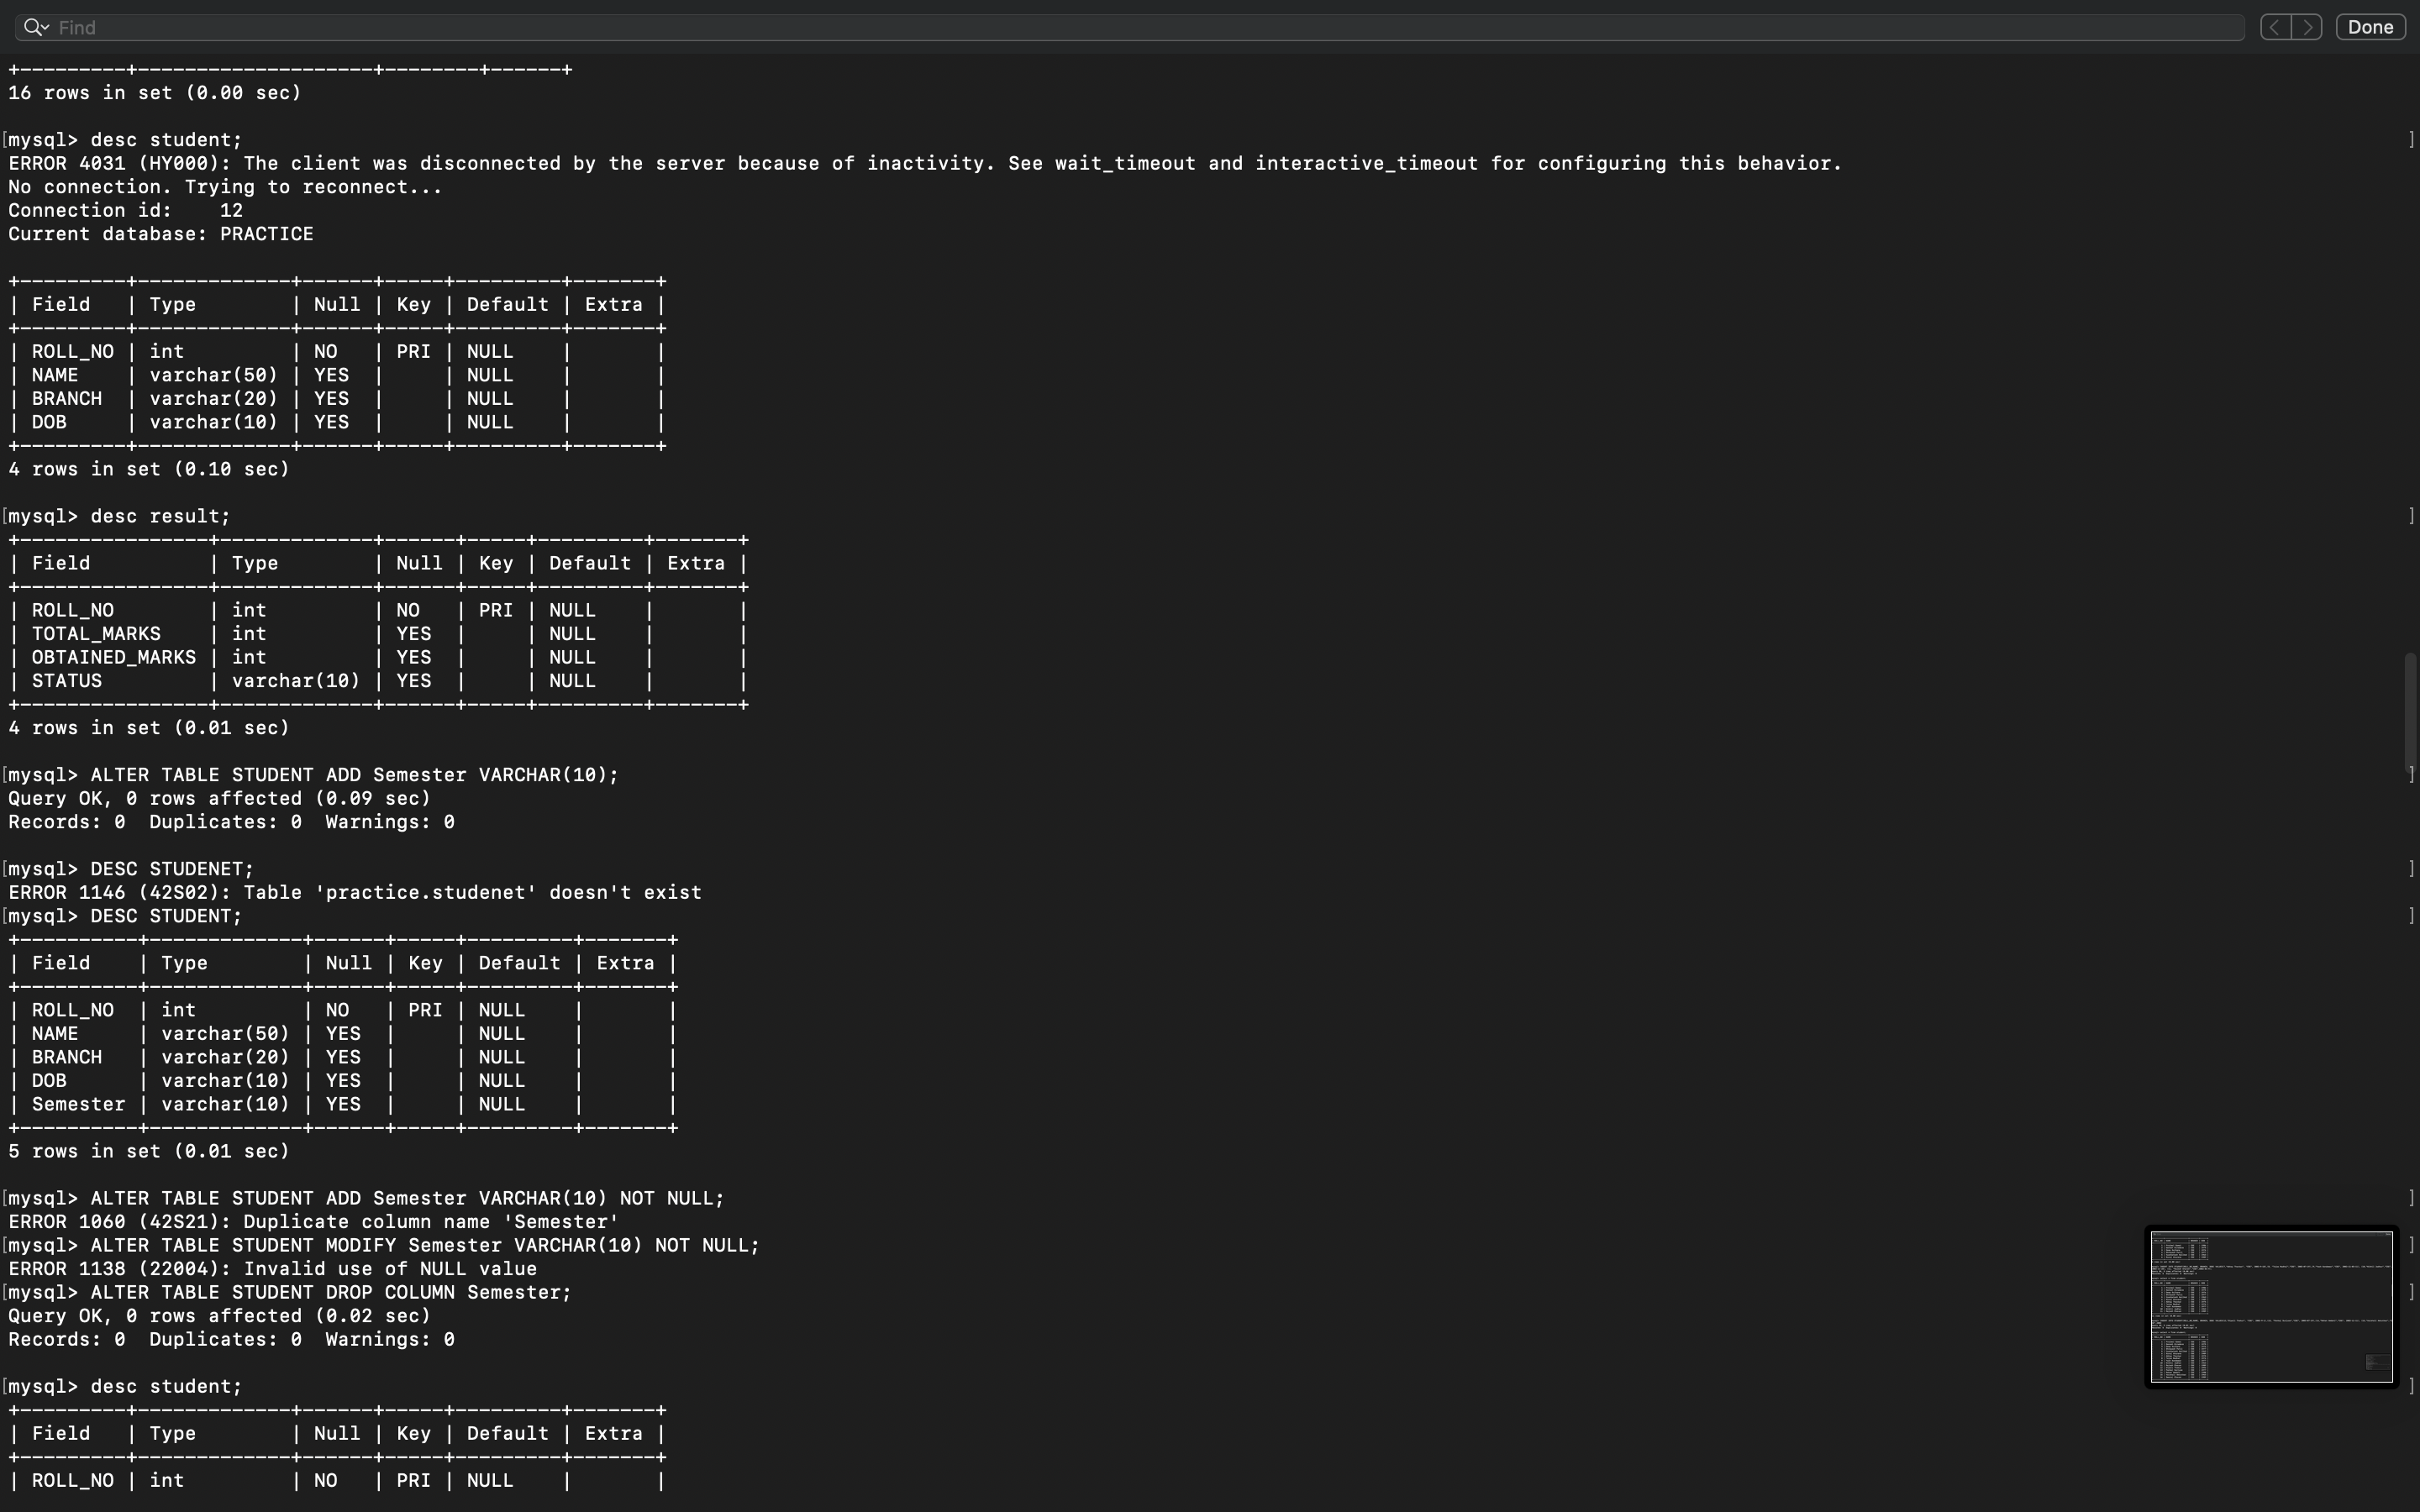 Find
Done
+---------+--------------------+--------+------+
16 rows in set (0.00 sec)
[mysql> desc student; ]
ERROR 4031 (HY000): The client was disconnected by the server because of inactivity. See wait_timeout and interactive_timeout for configuring this behavior.
No connection. Trying to reconnect...
Connection id:    12
Current database: PRACTICE
+---------+-------------+------+-----+---------+-------+
| Field   | Type        | Null | Key | Default | Extra |
+---------+-------------+------+-----+---------+-------+
| ROLL_NO | int         | NO   | PRI | NULL    |       |
| NAME    | varchar(50) | YES  |     | NULL    |       |
| BRANCH  | varchar(20) | YES  |     | NULL    |       |
| DOB     | varchar(10) | YES  |     | NULL    |       |
+---------+-------------+------+-----+---------+-------+
4 rows in set (0.10 sec)
[mysql> desc result; ]
+----------------+-------------+------+-----+---------+-------+
| Field          | Type        | Null | Key | Default | Extra |
+----------------+-------------+------+-----+---------+-------+
| ROLL_NO        | int         | NO   | PRI | NULL    |       |
| TOTAL_MARKS    | int         | YES  |     | NULL    |       |
| OBTAINED_MARKS | int         | YES  |     | NULL    |       |
| STATUS         | varchar(10) | YES  |     | NULL    |       |
+----------------+-------------+------+-----+---------+-------+
4 rows in set (0.01 sec)
[mysql> ALTER TABLE STUDENT ADD Semester VARCHAR(10); ]
Query OK, 0 rows affected (0.09 sec)
Records: 0  Duplicates: 0  Warnings: 0
[mysql> DESC STUDENET; ]
ERROR 1146 (42S02): Table 'practice.studenet' doesn't exist
[mysql> DESC STUDENT; ]
+----------+-------------+------+-----+---------+-------+
| Field    | Type        | Null | Key | Default | Extra |
+----------+-------------+------+-----+---------+-------+
| ROLL_NO  | int         | NO   | PRI | NULL    |       |
| NAME     | varchar(50) | YES  |     | NULL    |       |
| BRANCH   | varchar(20) | YES  |     | NULL    |       |
| DOB      | varchar(10) | YES  |     | NULL    |       |
| Semester | varchar(10) | YES  |     | NULL    |       |
+----------+-------------+------+-----+---------+-------+
5 rows in set (0.01 sec)
[mysql> ALTER TABLE STUDENT ADD Semester VARCHAR(10) NOT NULL; ]
ERROR 1060 (42S21): Duplicate column name 'Semester'
[mysql> ALTER TABLE STUDENT MODIFY Semester VARCHAR(10) NOT NULL; ]
ERROR 1138 (22004): Invalid use of NULL value
[mysql> ALTER TABLE STUDENT DROP COLUMN Semester; ]
Query OK, 0 rows affected (0.02 sec)
Records: 0  Duplicates: 0  Warnings: 0
[mysql> desc student; ]
+---------+-------------+------+-----+---------+-------+
| Field   | Type        | Null | Key | Default | Extra |
+---------+-------------+------+-----+---------+-------+
| ROLL_NO | int         | NO   | PRI | NULL    |       |